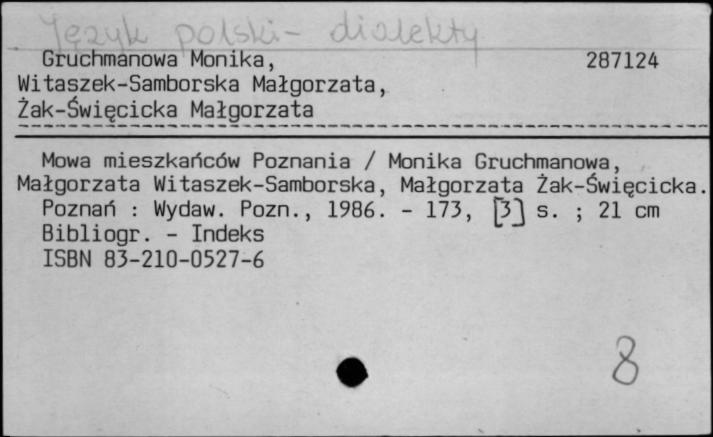 Język polski - dialekty
Gruchmanowa Monika, 287124
Witaszek-Samborska Małgorzata,
Żak-Święcicka Małgorzata
Mowa mieszkańców Poznania / Monika Gruchmanowa,
Małgorzata Witaszek-Samborska, Małgorzata Żak-Święcicka.
Poznań : Wydaw. Pozn., 1986. - 173, [3] s. ; 21 cm
Bibliogr. - Indeks
ISBN 83-210-0527-6
8